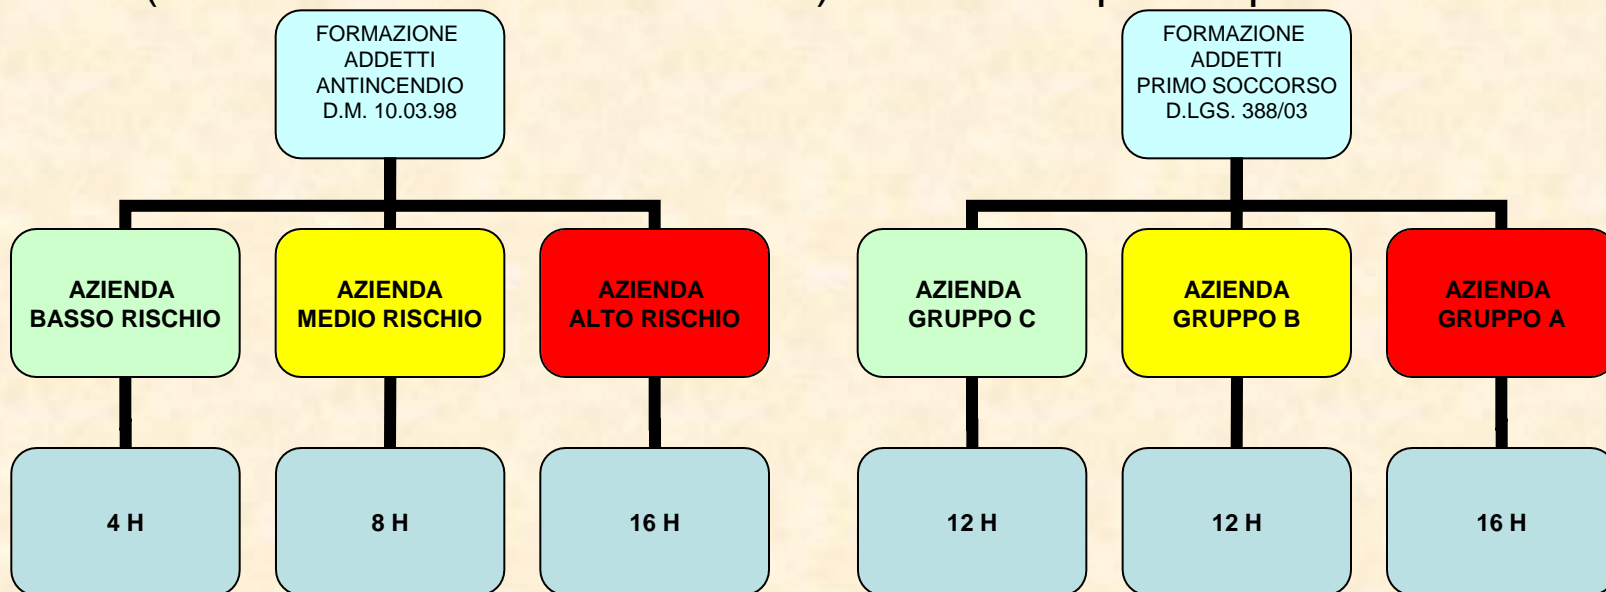 FORMAZIONE
ADDETTI
ANTINCENDIO
D.M. 10.03.98
FORMAZIONE
ADDETTI
PRIMO SOCCORSO
D.LGS. 388/03
AZIENDA
BASSO RISCHIO
AZIENDA
MEDIO RISCHIO
AZIENDA
ALTO RISCHIO
AZIENDA
GRUPPO C
AZIENDA
GRUPPO B
AZIENDA
GRUPPO A
4 H
8 H
16 H
12 H
12 H
16 H